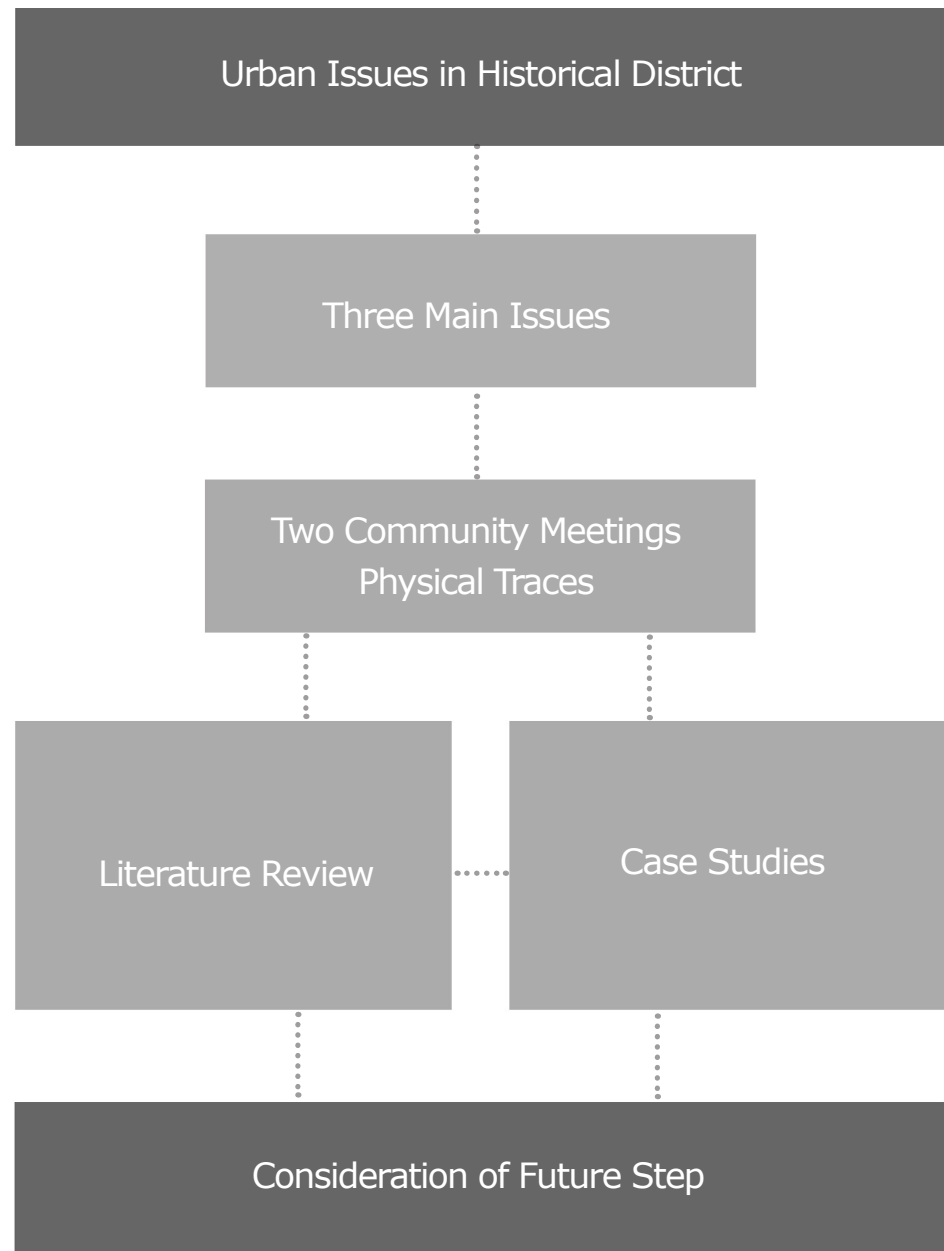 Urban Issues in Historical District
Three Main Issues
Two Community Meetings
Physical Traces
Literature Review
Case Studies
Consideration of Future Step